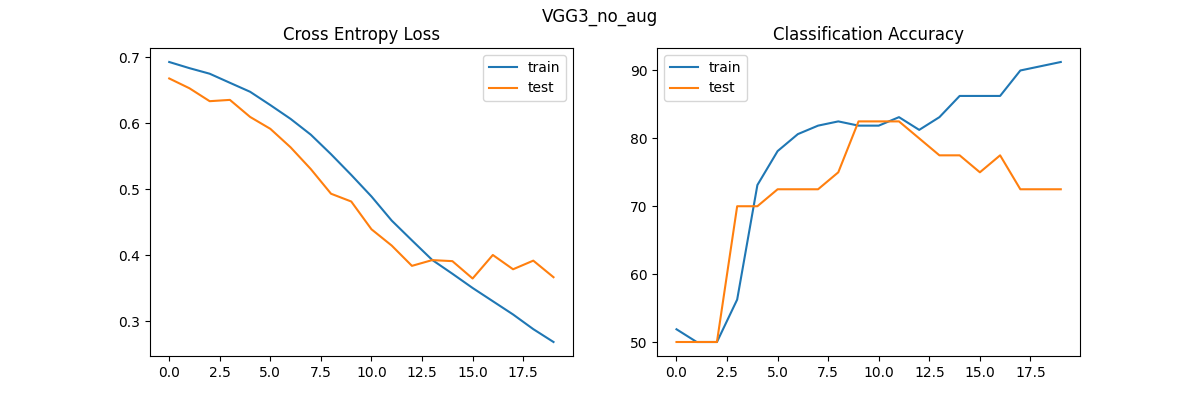 VGG3_no_aug
Cross Entropy Loss
train
test
0.7
0.6
0.5
0.4
0.3
0.0 2.5 5.0 7.5 10.0 12.5 15.0 17.5
Classification Accuracy
train
test
90
80
70
60
50
0.0 2.5 5.0 7.5 10.0 12.5 15.0 17.5